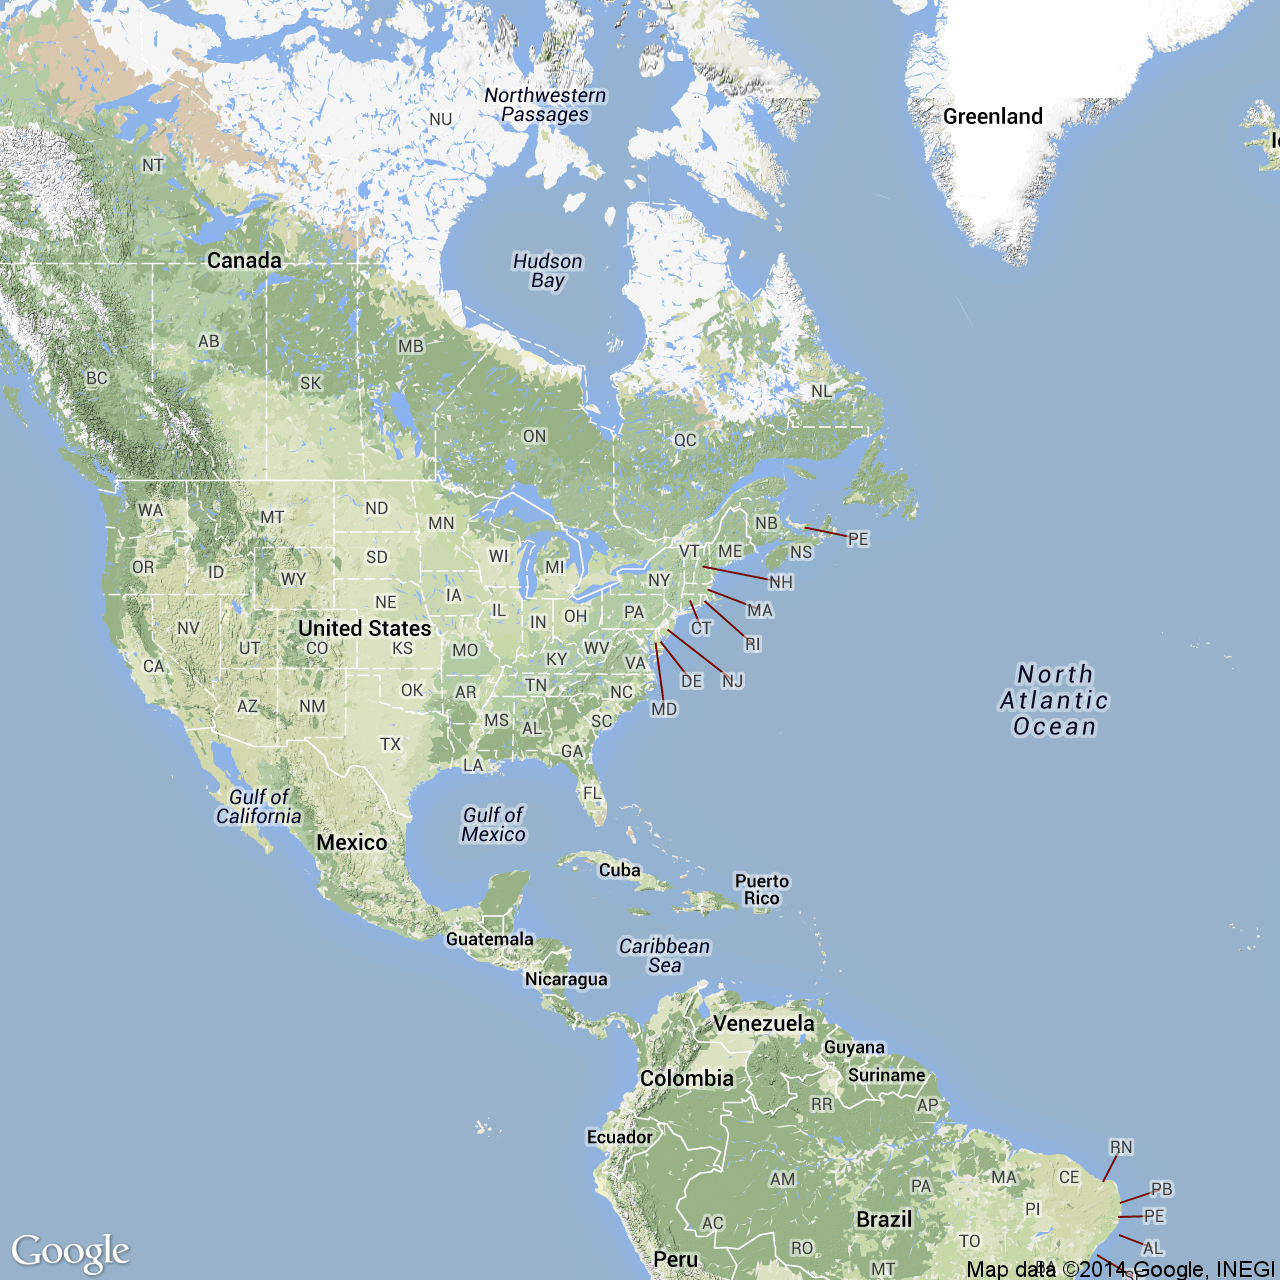 Northwestern
Passages
NU
Greenland
NT
Canada
Hudson
Bay
AB
MB
BC
SK
NL
ON
QC
WA
MT
ND
MN
NB
PE
OR
ID
SD
WI
MI
VT
ME
NS
WY
NY
NH
NE
IA
IL
IN
OH
PA
MA
NV
United States
CT
RI
UT
CO
KS
MO
KY
WV
VA
CA
DE
NJ
AZ
NM
OK
AR
TN
NC
MD
MS
AL
SC
TX
LA
GA
FL
North
Atlantic
Ocean
Gulf of
California
Gulf of
Mexico
Mexico
Cuba
Puerto
Rico
Guatemala
Caribbean
Sea
Nicaragua
Venezuela
Guyana
Colombia
Suriname
RR
AP
Ecuador
RN
AM
PA
MA
CE
PB
PI
PE
AC
Brazil
RO
TO
AL
Peru
MT
BA
Google
Map data ©2014 Google, INEGI